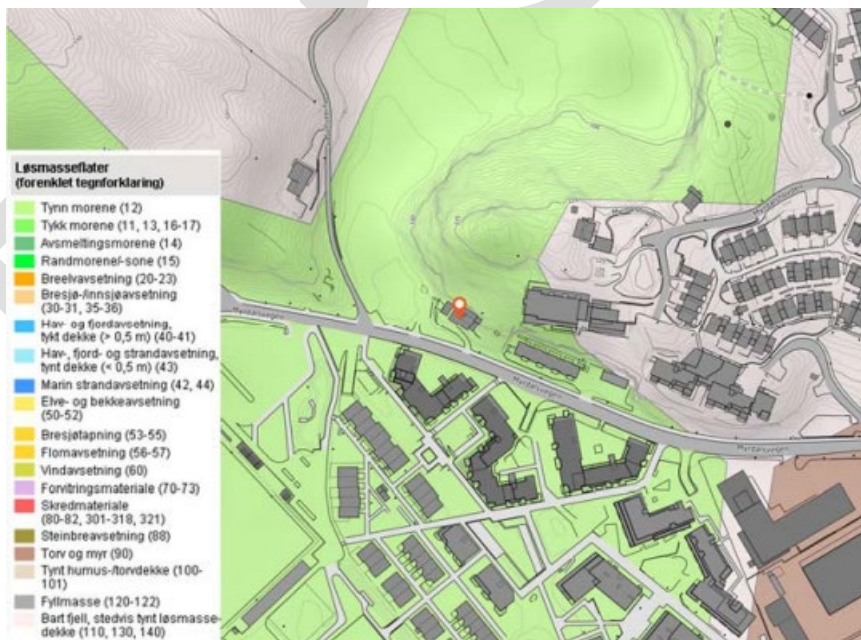 Løsmasseflater
(forenklet tegnforklaring)
Tynn morene (12)
Tykk morene (11, 13, 16-17)
Avsmeltingsmorene (14)
Randmorene/-sone (15)
Breelvavsetning (20-23)
Bresjø-/innsjøavsetning
(30-31, 35-36)
Hav- og fjordavsetning,
tykt dekke (> 0,5 m) (40-41)
Hav-, fjord- og strandavsetning,
tynt dekke (< 0,5 m) (43)
Marin strandavsetning (42, 44)
Elve- og bekkeavsetning
(50-52)
Bresjøtapning (53-55)
Flomavsetning (56-57)
Vindavsetning (60)
Forvitringsmateriale (70-73)
Skredmateriale
(80-82, 301-318, 321)
Steinbreavsetning (88)
Torv og myr (90)
Tynt humus-/torvdekke (100-
101)
Fyllmasse (120-122)
Bart fjell, stedvis tynt løsmasse-
dekke (110, 130, 140)
Myrdalsvegen
Myrdalsvegen